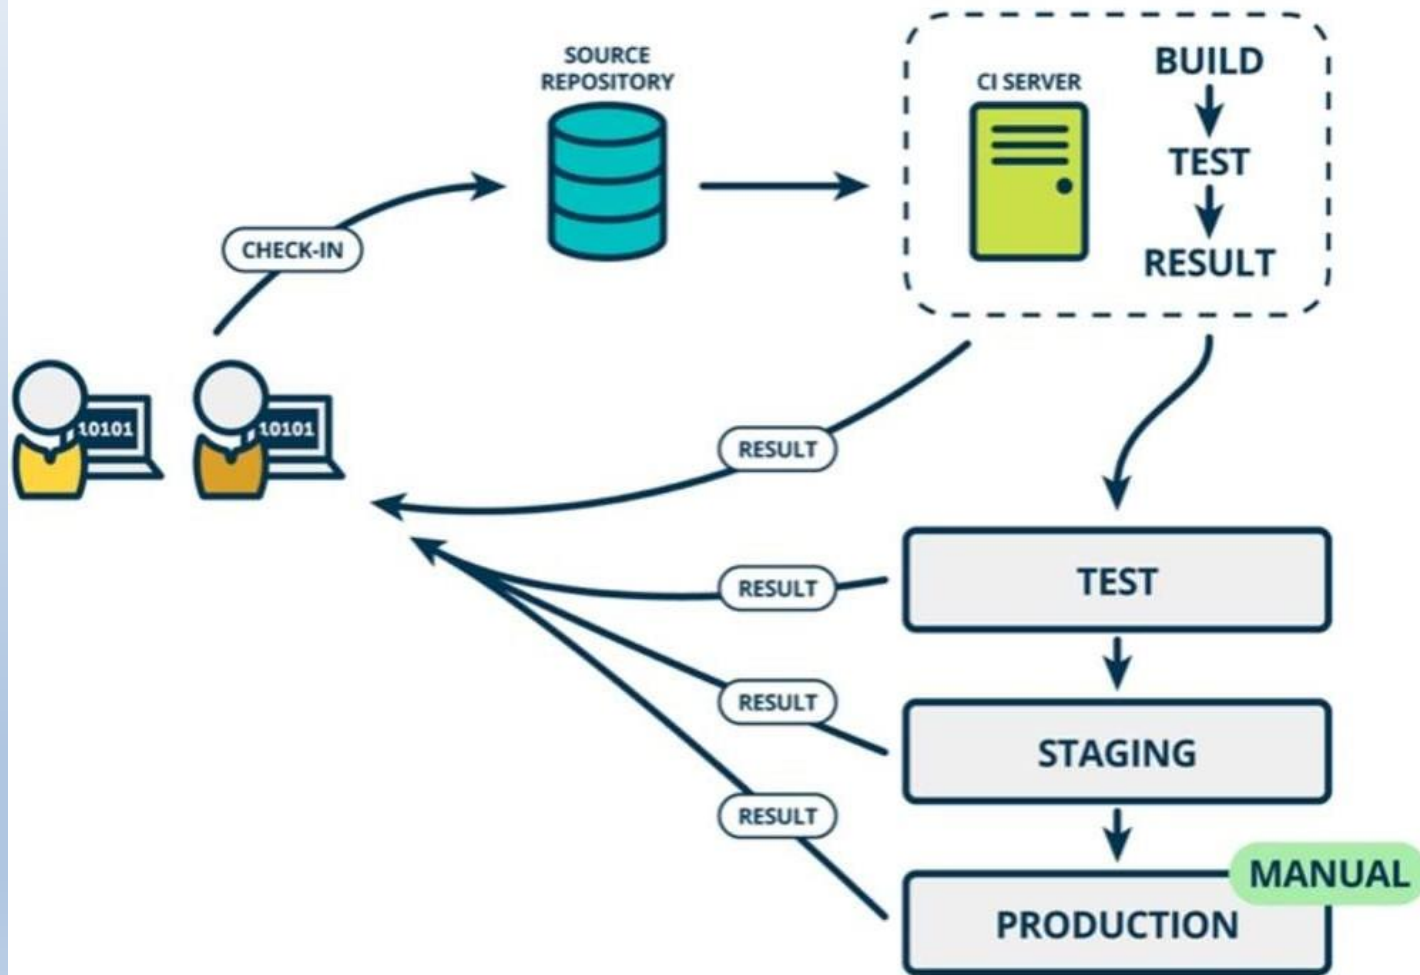 SOURCE
REPOSITORY
CI SERVER
BUILD
TEST
RESULT
CHECK-IN
10101
10101
RESULT
RESULT
TEST
RESULT
STAGING
RESULT
MANUAL
PRODUCTION